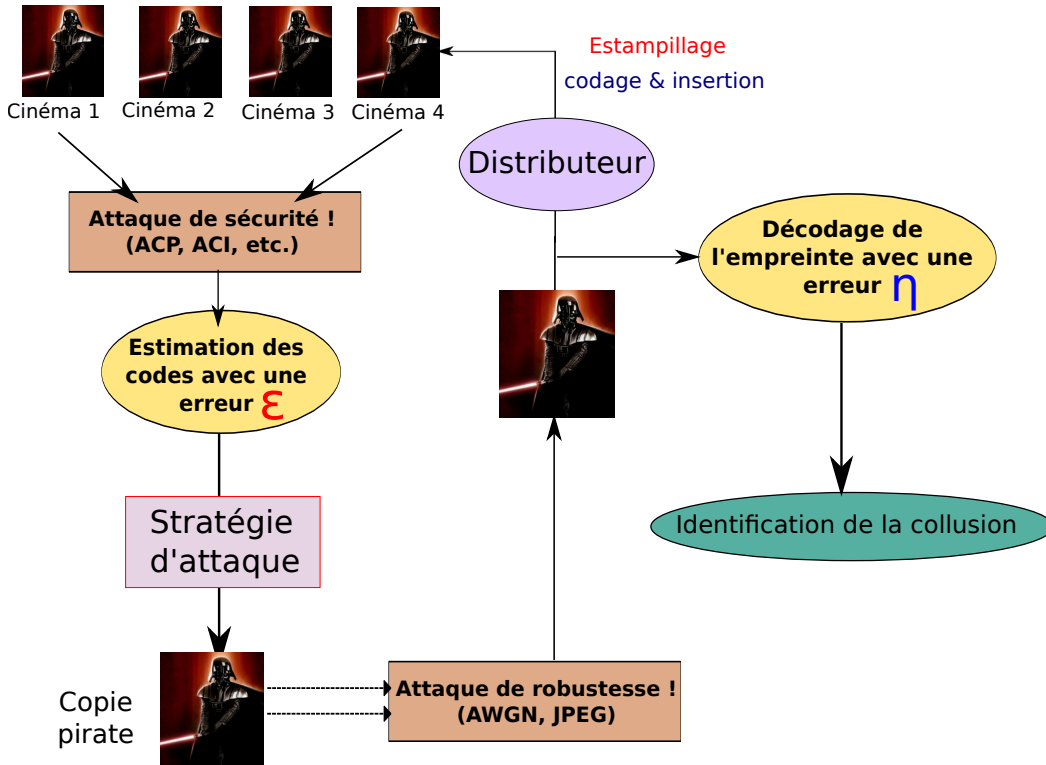 Estampillage
codage & insertion
Cinéma 1
Cinéma 2
Cinéma 3
Cinéma 4
Distributeur
Attaque de sécurité !
(ACP, ACI, etc.)
Décodage de
l'empreinte avec une
erreur η
Estimation des
codes avec une
erreur ε
Stratégie
d'attaque
Identification de la collusion
Copie
pirate
Attaque de robustesse !
(AWGN, JPEG)